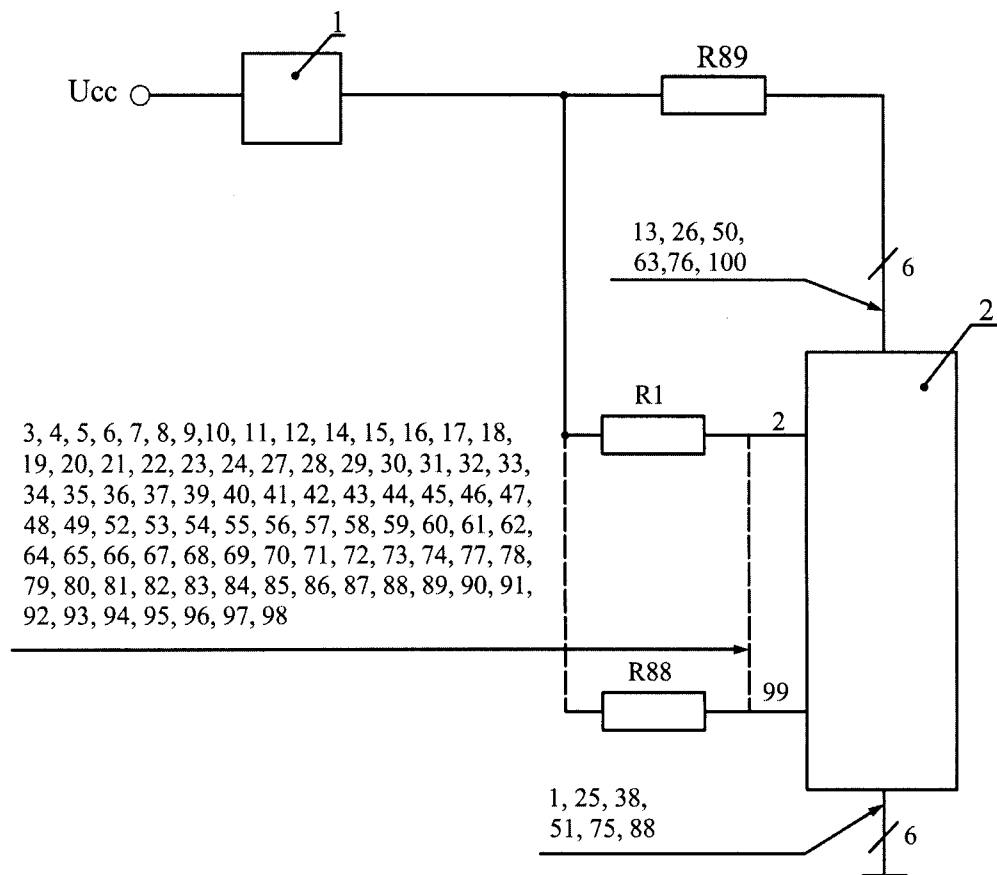 1
R89
Ucc
13, 26, 50,
63,76, 100
6
2
R1
2
3, 4, 5, 6, 7, 8, 9,10, 11, 12, 14, 15, 16, 17, 18,
19, 20, 21, 22, 23, 24, 27, 28, 29, 30, 31, 32, 33,
34, 35, 36, 37, 39, 40, 41, 42, 43, 44, 45, 46, 47,
48, 49, 52, 53, 54, 55, 56, 57, 58, 59, 60, 61, 62,
64, 65, 66, 67, 68, 69, 70, 71, 72, 73, 74, 77, 78,
79, 80, 81, 82, 83, 84, 85, 86, 87, 88, 89, 90, 91,
92, 93, 94, 95, 96, 97, 98
R88
99
1, 25, 38,
51, 75, 88
6